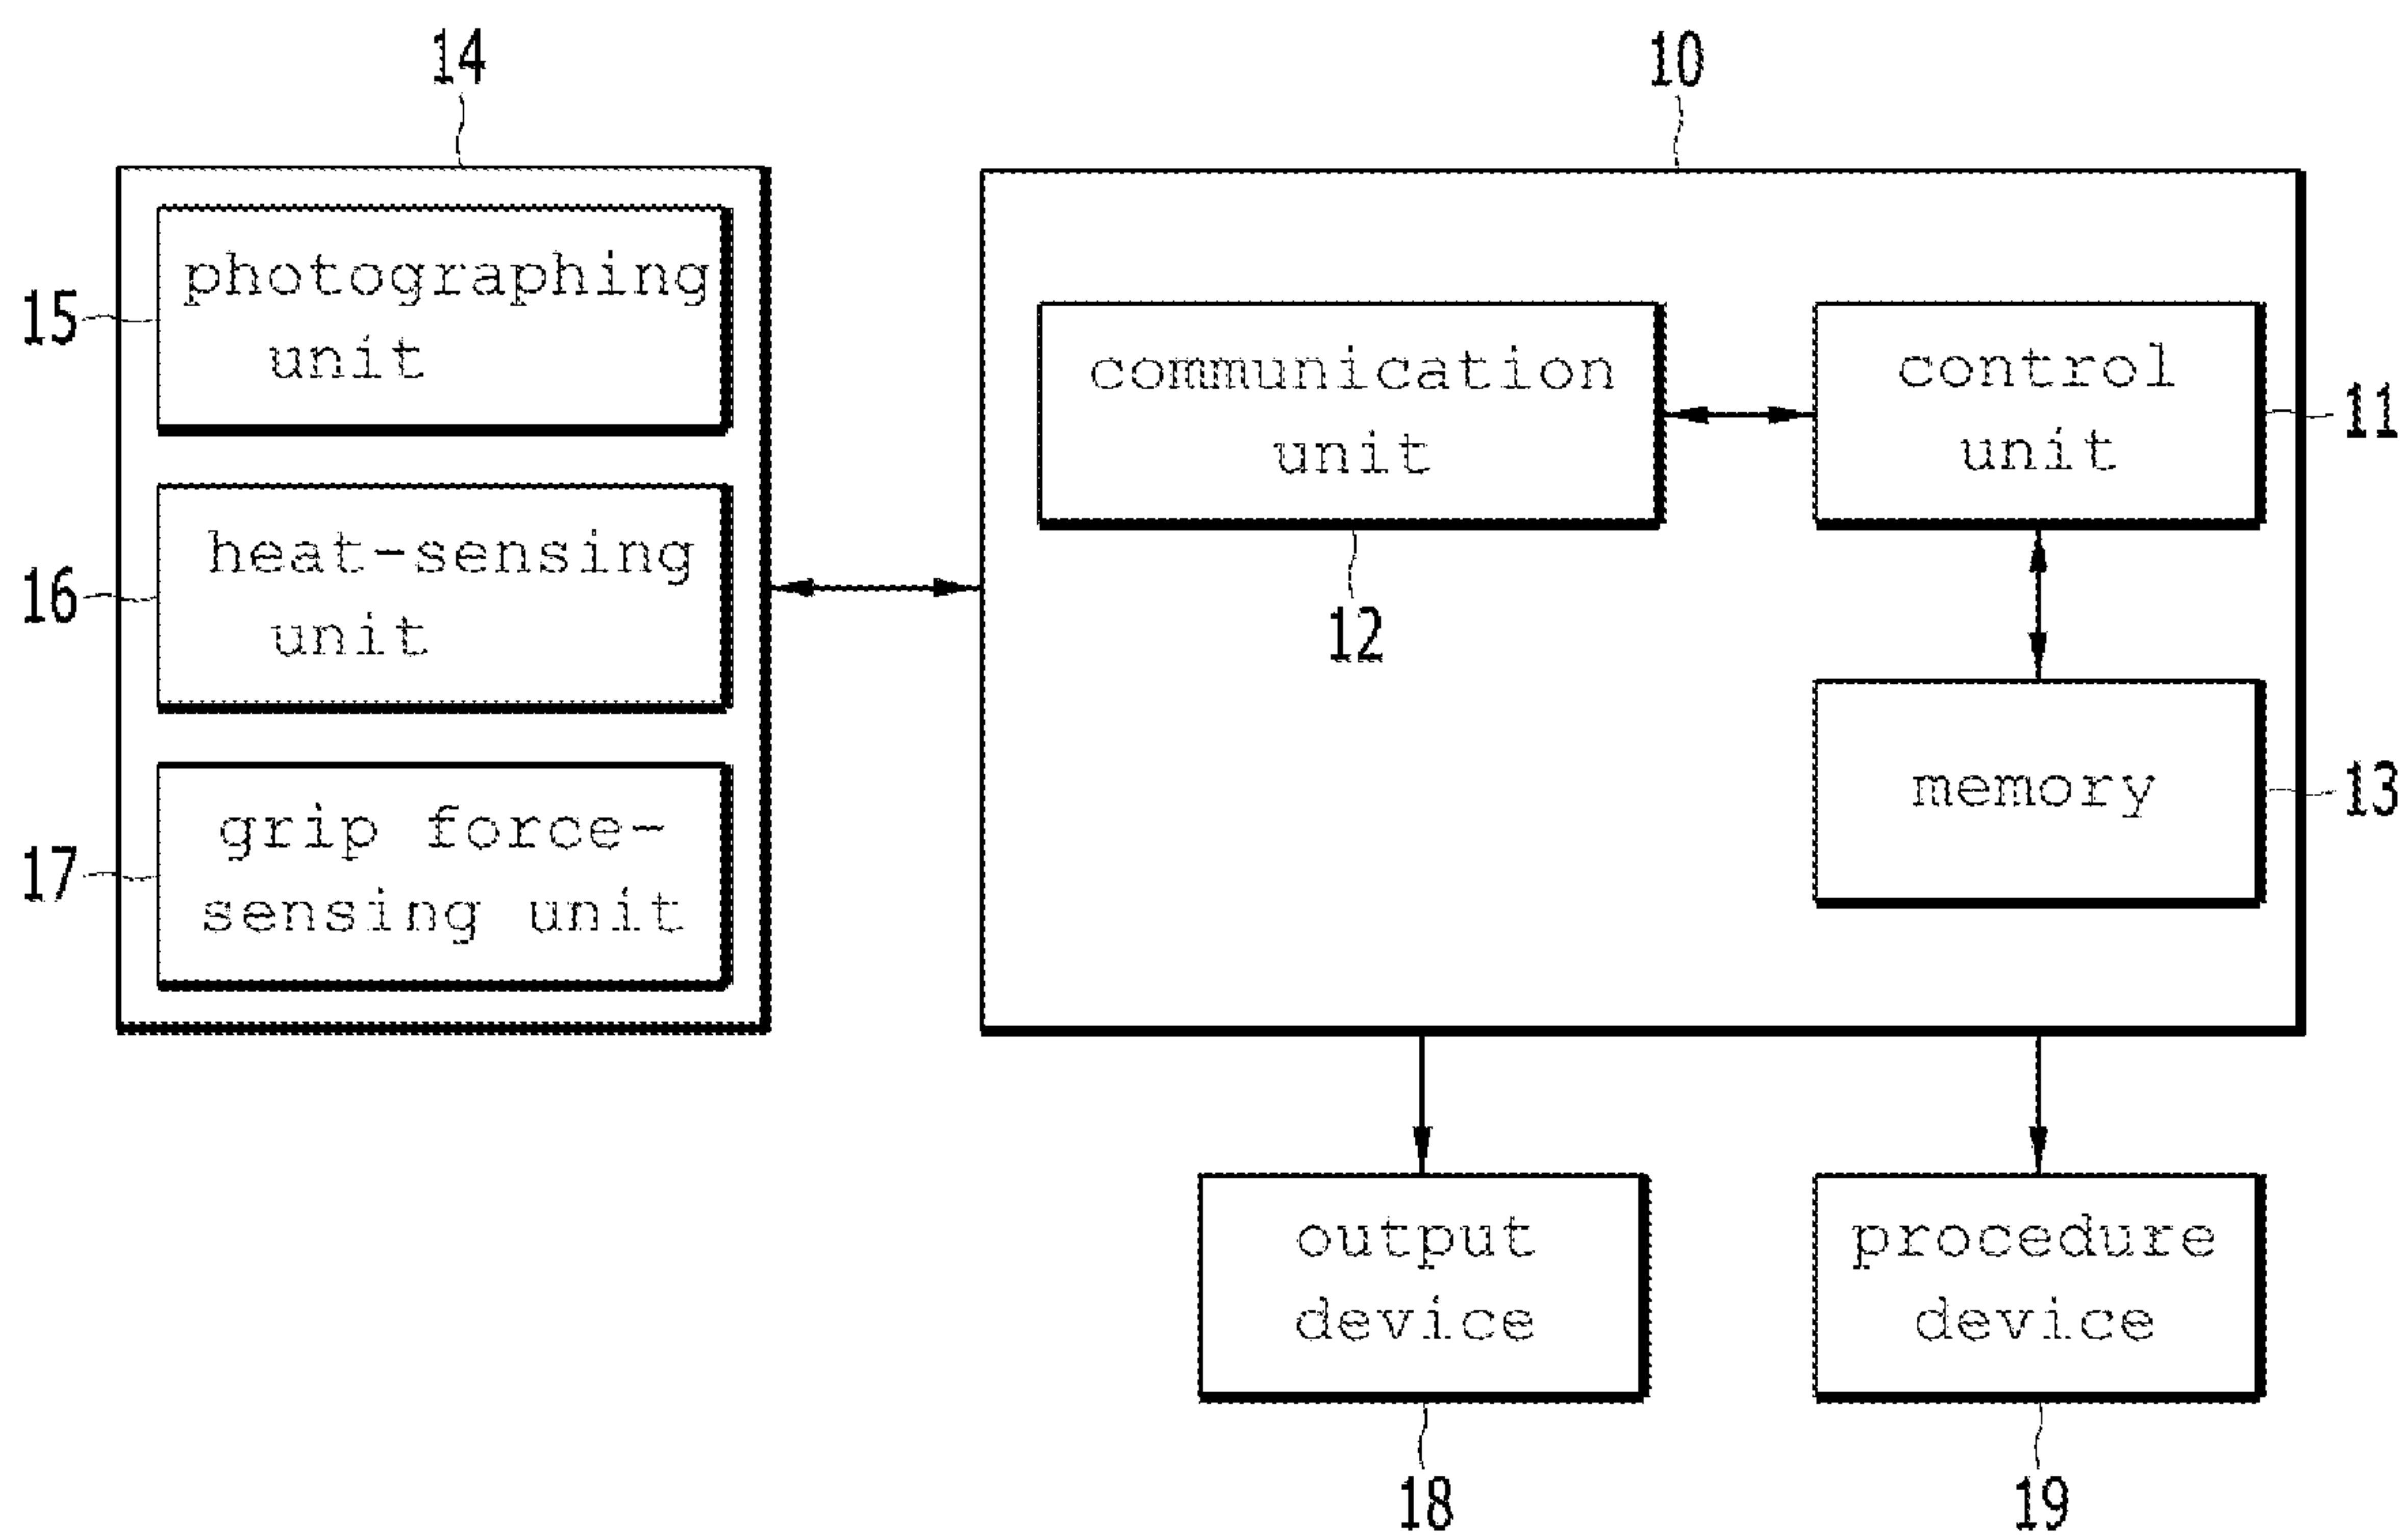 14
10
photographing
unit
15
communication
unit
control
unit
11
heat-sensing
unit
16
12
memory
13
grip force-
sensing unit
17
output
device
procedure
device
18
19